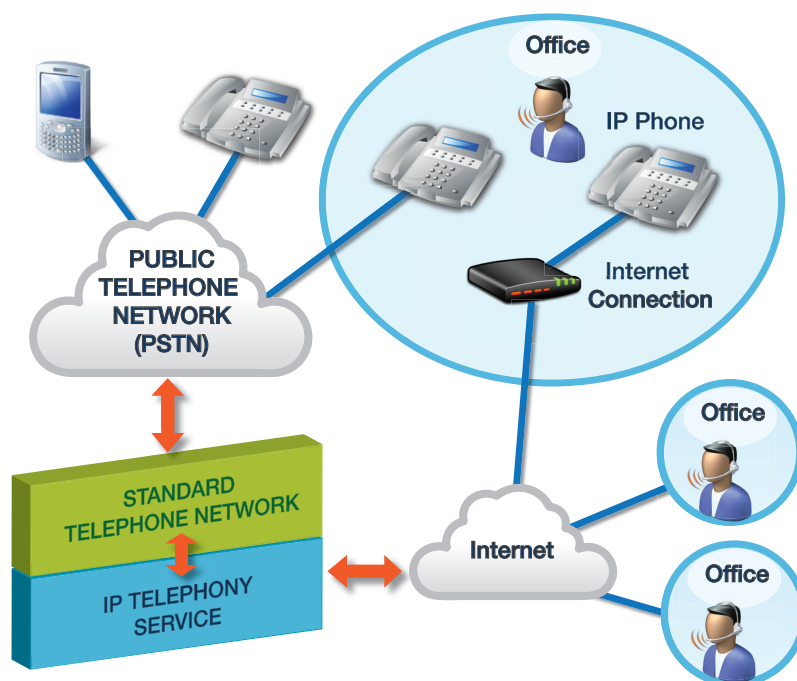 Office
IP Phone
PUBLIC
TELEPHONE
NETWORK
(PSTN)
Internet
Connection
Office
STANDARD
TELEPHONE NETWORK
Internet
IP TELEPHONY
SERVICE
Office